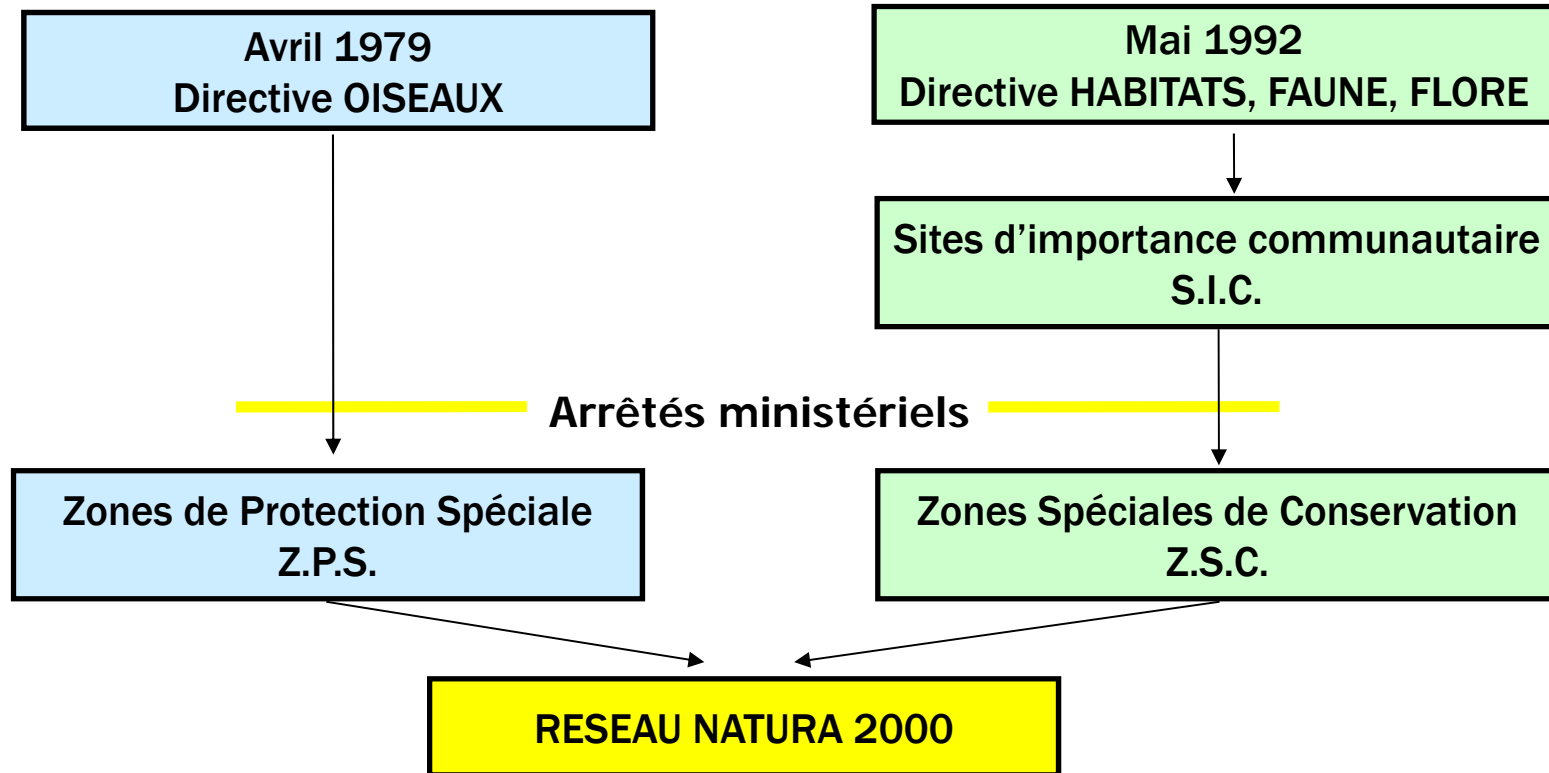 Avril 1979
Directive OISEAUX
Mai 1992
Directive HABITATS, FAUNE, FLORE
Sites d’importance communautaire
S.I.C.
Arrêtés ministériels
Zones de Protection Spéciale
Z.P.S.
Zones Spéciales de Conservation
Z.S.C.
RESEAU NATURA 2000